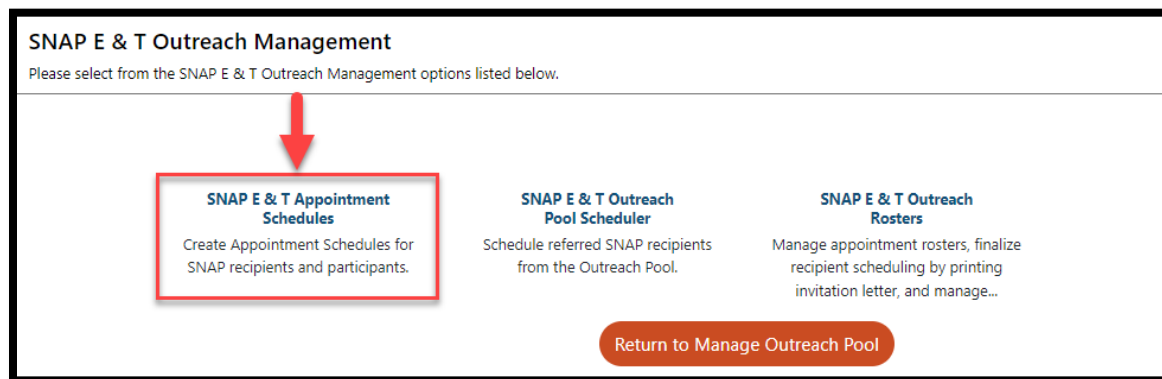 SNAP E & T Outreach Management
Please select from the SNAP E & T Outreach Management options listed below.
SNAP E & T Appointment
Schedules
Create Appointment Schedules for
SNAP recipients and participants.
SNAP E & T Outreach
Pool Scheduler
Schedule referred SNAP recipients
from the Outreach Pool.
SNAP E & T Outreach
Rosters
Manage appointment rosters, finalize
recipient scheduling by printing
invitation letter, and manage...
Return to Manage Outreach Pool